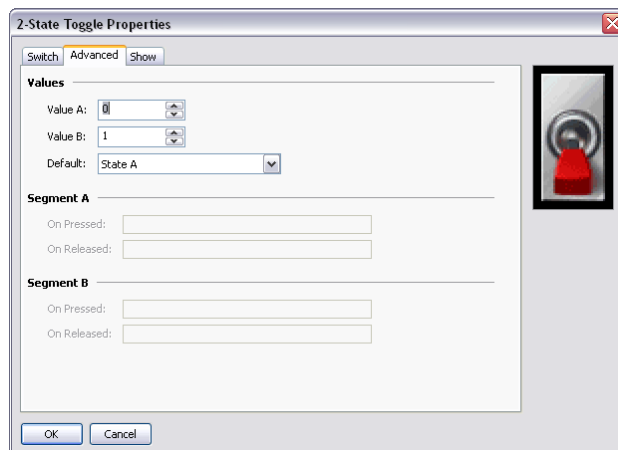 2-State Toggle Properties
Switch Advanced Show
Values
Value A: 0
Value B: 1
Default: State A
Segment A
On Pressed:
On Released:
Segment B
On Pressed:
On Released:
OK Cancel